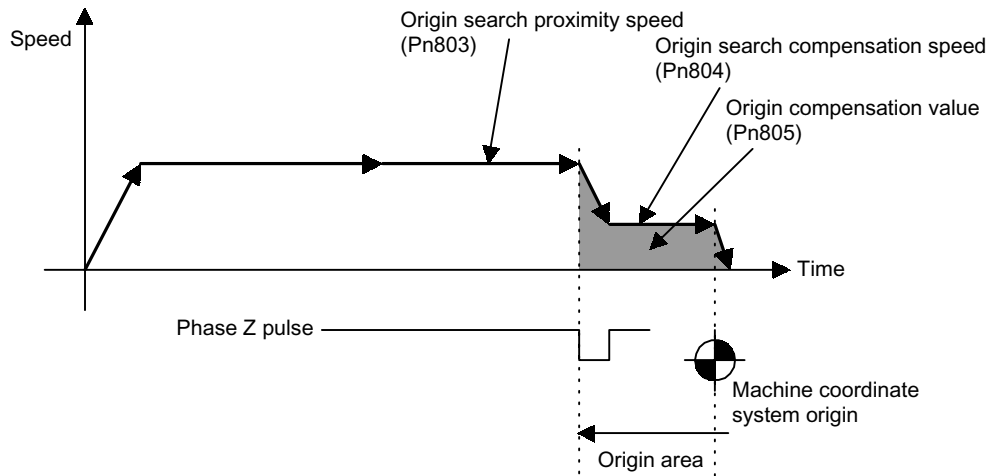 Speed
Origin search proximity speed
(Pn803)
Origin search compensation speed
(Pn804)
Origin compensation value
(Pn805)
Time
Phase Z pulse
Machine coordinate
system origin
Origin area